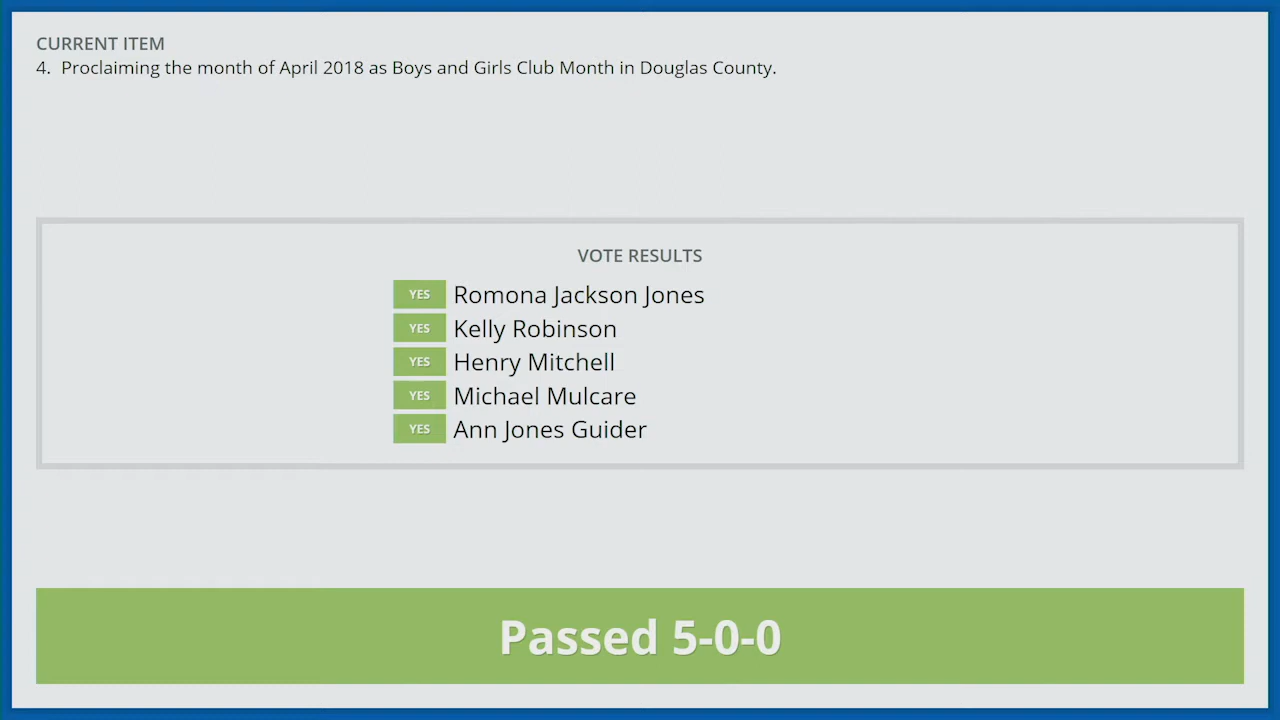 CURRENT ITEM
4. Proclaiming the month of April 2018 as Boys and Girls Club Month in Douglas County.
VOTE RESULTS
YES Romona Jackson Jones
YES Kelly Robinson
YES Henry Mitchell
YES Michael Mulcare
YES Ann Jones Guider
Passed 5-0-0